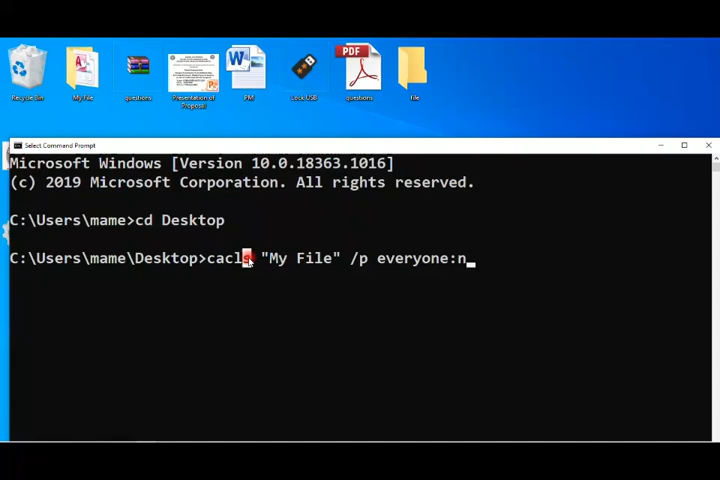 PDF
Recycle Bin
My File
questions
Presentation of
Proposal
PM
Lock USB
questions
file
Select Command Prompt
Microsoft Windows [Version 10.0.18363.1016]
(c) 2019 Microsoft Corporation. All rights reserved.
C:\Users\mame>cd Desktop
C:\Users\mame\Desktop>cacls "My File" /p everyone:n